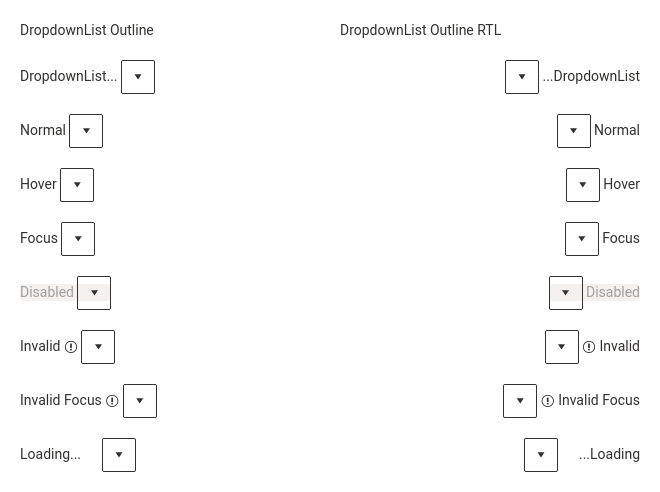 DropdownList Outline
DropdownList...
Normal
Hover
Focus
Disabled
Invalid
Invalid Focus
Loading...
DropdownList Outline RTL
...DropdownList
Normal
Hover
Focus
Disabled
Invalid
Invalid Focus
...Loading